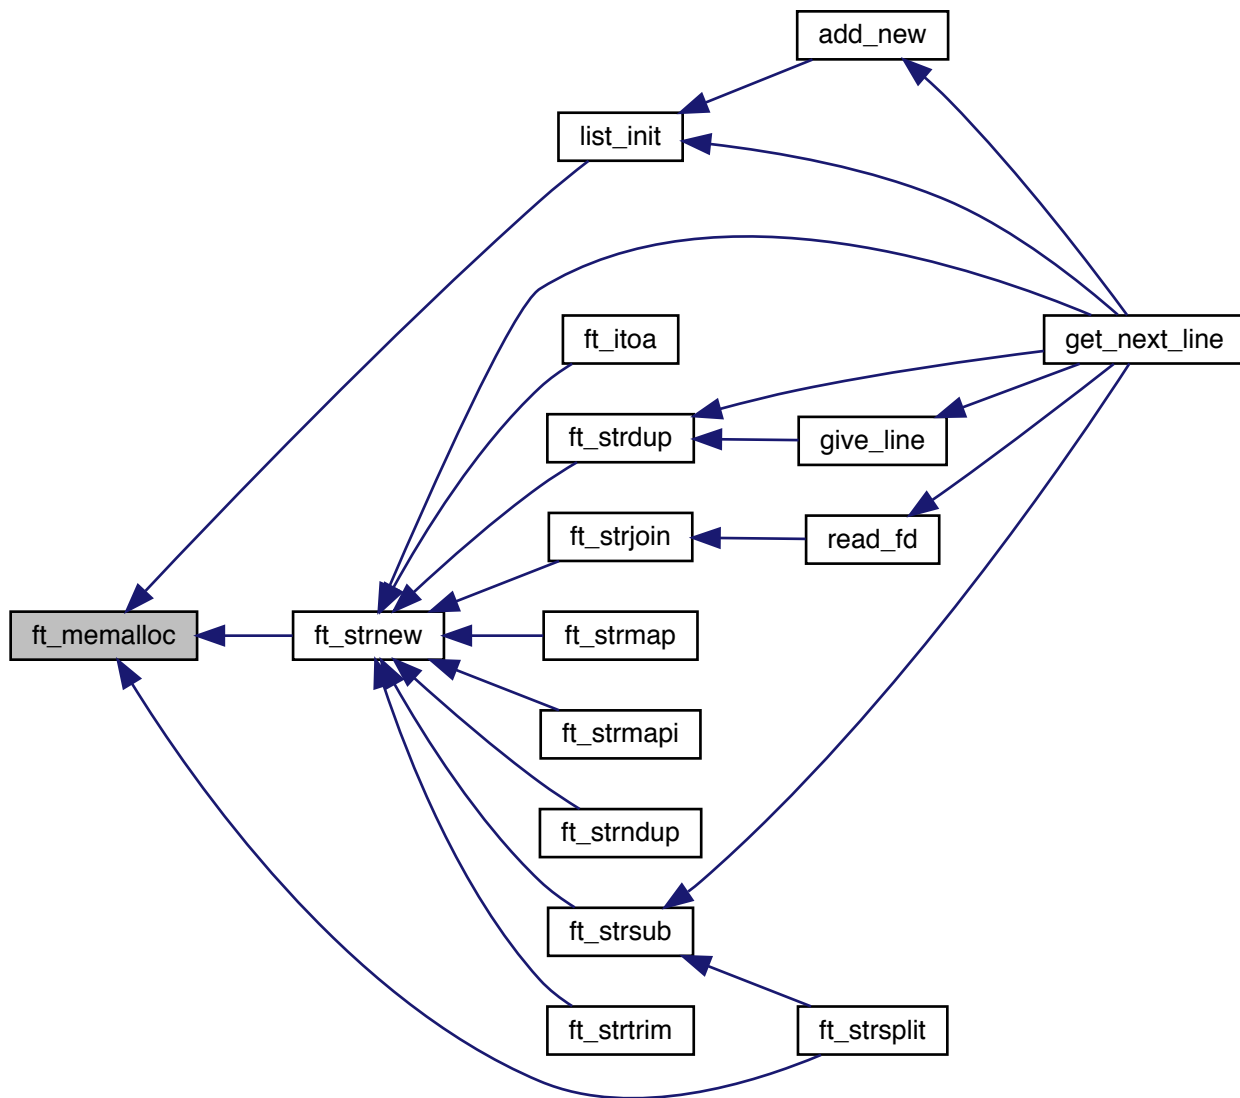 add_new
list_init
get_next_line
ft_itoa
ft_strdup
give_line
ft_strjoin
read_fd
ft_memalloc
ft_strnew
ft_strmap
ft_strmapi
ft_strndup
ft_strsub
ft_strtrim
ft_strsplit